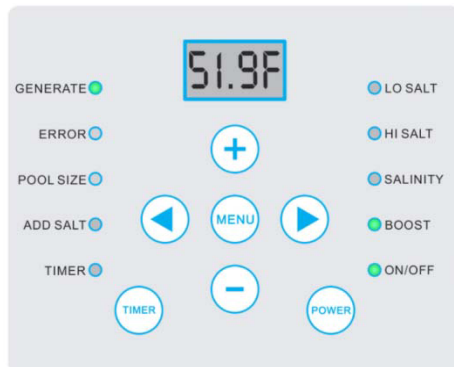 51.9F
GENERATE
LO SALT
ERROR
HI SALT
+
POOL SIZE
SALINITY
MENU
ADD SALT
BOOST
TIMER
ON/OFF
−
TIMER
POWER